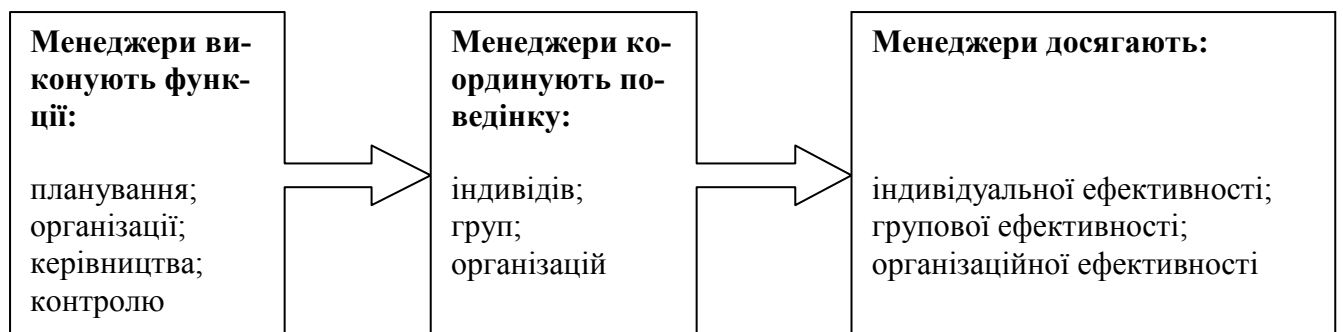 Менеджери ви-
конують функ-
ції:
планування;
організації;
керівництва;
контролю
Менеджери ко-
ординують по-
ведінку:
індивідів;
груп;
організацій
Менеджери досягають:
індивідуальної ефективності;
групової ефективності;
організаційної ефективності